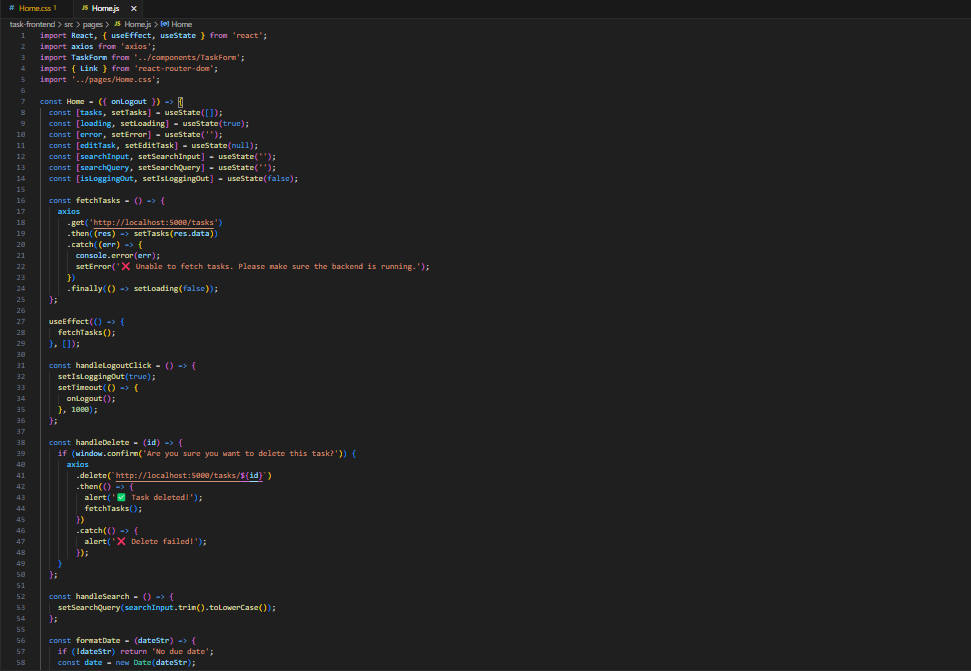 # Home.css 1 JS Home.js ×
task-frontend > src > pages > JS Home.js > Home
1 import React, { useEffect, useState } from 'react';
2 import axios from 'axios';
3 import TaskForm from '../components/TaskForm';
4 import { Link } from 'react-router-dom';
5 import '../pages/Home.css';
6
7 const Home = ({ onLogout }) => {
8 const [tasks, setTasks] = useState([]);
9 const [loading, setLoading] = useState(true);
10 const [error, setError] = useState('');
11 const [editTask, setEditTask] = useState(null);
12 const [searchInput, setSearchInput] = useState('');
13 const [searchQuery, setSearchQuery] = useState('');
14 const [isLoggingOut, setIsLoggingOut] = useState(false);
15
16 const fetchTasks = () => {
17 axios
18 .get('http://localhost:5000/tasks')
19 .then((res) => setTasks(res.data))
20 .catch((err) => {
21 console.error(err);
22 setError('❌ Unable to fetch tasks. Please make sure the backend is running.');
23 })
24 .finally(() => setLoading(false));
25 };
26
27 useEffect(() => {
28 fetchTasks();
29 }, []);
30
31 const handleLogoutClick = () => {
32 setIsLoggingOut(true);
33 setTimeout(() => {
34 onLogout();
35 }, 1000);
36 };
37
38 const handleDelete = (id) => {
39 if (window.confirm('Are you sure you want to delete this task?')) {
40 axios
41 .delete(`http://localhost:5000/tasks/${id}`)
42 .then(() => {
43 alert('✅ Task deleted!');
44 fetchTasks();
45 })
46 .catch(() => {
47 alert('❌ Delete failed!');
48 });
49 }
50 };
51
52 const handleSearch = () => {
53 setSearchQuery(searchInput.trim().toLowerCase());
54 };
55
56 const formatDate = (dateStr) => {
57 if (!dateStr) return 'No due date';
58 const date = new Date(dateStr);